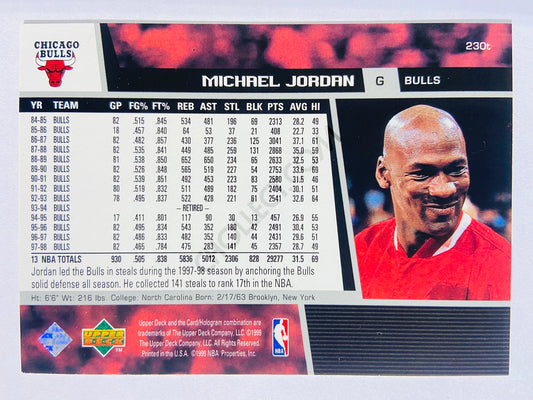 CHICAGO
BULLS
230t
MICHAEL JORDAN G BULLS
YR TEAM GP FG% FT% REB AST STL BLK PTS AVG HI
84-85 BULLS 82 .515 .845 534 481 196 69 2313 28.2 49
85-86 BULLS 18 .457 .840 64 53 37 21 408 22.7 63
86-87 BULLS 82 .482 .857 430 377 236 125 3041 37.1 61
87-88 BULLS 82 .535 .841 449 485 259 131 2868 35.0 59
88-89 BULLS 81 .538 .850 652 650 234 65 2633 32.5 53
89-90 BULLS 82 .526 .848 565 519 227 54 2753 33.6 69
90-91 BULLS 82 .539 .851 492 453 223 83 2580 31.5 46
91-92 BULLS 80 .519 .832 511 489 182 75 2404 30.1 51
92-93 BULLS 78 .495 .837 522 428 221 61 2541 32.6 64
93-94 BULLS – RETIRED –
94-95 BULLS 17 .411 .801 117 90 30 13 457 26.9 55
95-96 BULLS 82 .495 .834 543 352 180 42 2491 30.4 53
96-97 BULLS 82 .486 .833 482 352 140 44 2431 29.6 51
97-98 BULLS 82 .465 .784 475 283 141 45 2357 28.7 49
13 NBA TOTALS 930 .505 .838 5836 5012 2306 828 29277 31.5 69
Jordan led the Bulls in steals during the 1997-98 season by anchoring the Bulls
solid defense all season. He collected 141 steals to rank 17th in the NBA.
Ht: 6'6" Wt: 216 lbs. College: North Carolina Born: 2/17/63 Brooklyn, New York
UPPER
DECK
TM
Upper Deck and the Card/Hologram combination are
trademarks of The Upper Deck Company, LLC. ©1999
The Upper Deck Company, LLC. All Rights Reserved.
Printed in the U.S.A. ©1999 NBA Properties, Inc.
NBA